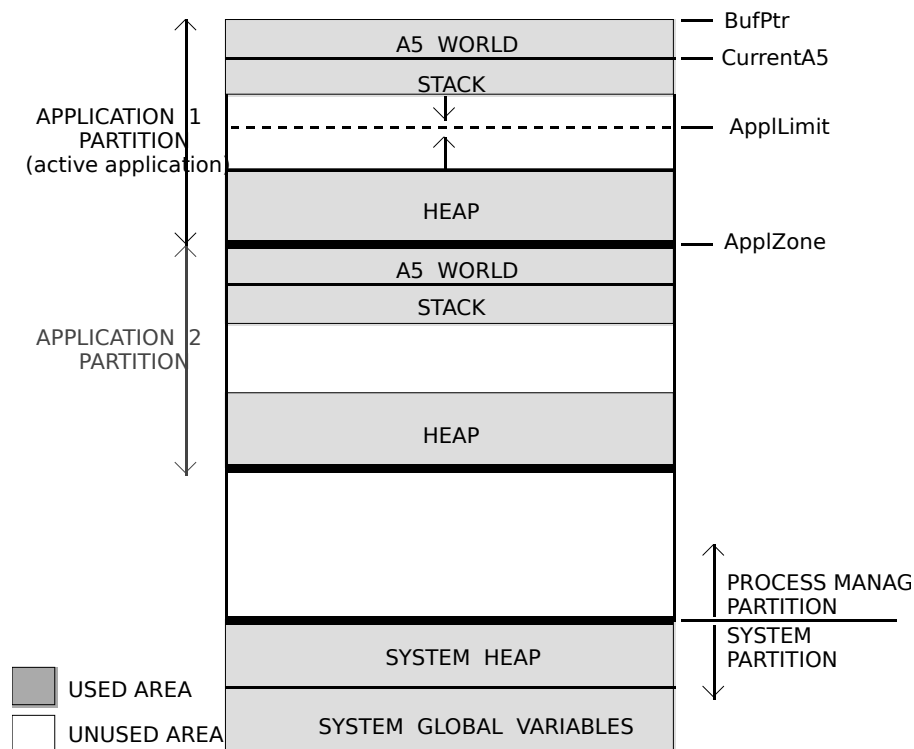 BufPtr
A5 WORLD
CurrentA5
STACK
APPLICATION 1
PARTITION
(active application)
ApplLimit
HEAP
ApplZone
A5 WORLD
STACK
APPLICATION 2
PARTITION
HEAP
PROCESS MANAG
PARTITION
SYSTEM
PARTITION
SYSTEM HEAP
USED AREA
SYSTEM GLOBAL VARIABLES
UNUSED AREA